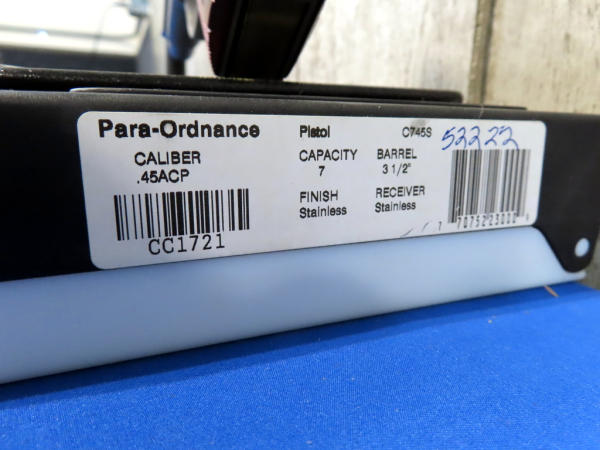 Para-Ordnance Pistol C745S 52222
CALIBER CAPACITY BARREL
.45ACP 7 3 1/2"
FINISH RECEIVER
Stainless Stainless
CC1721